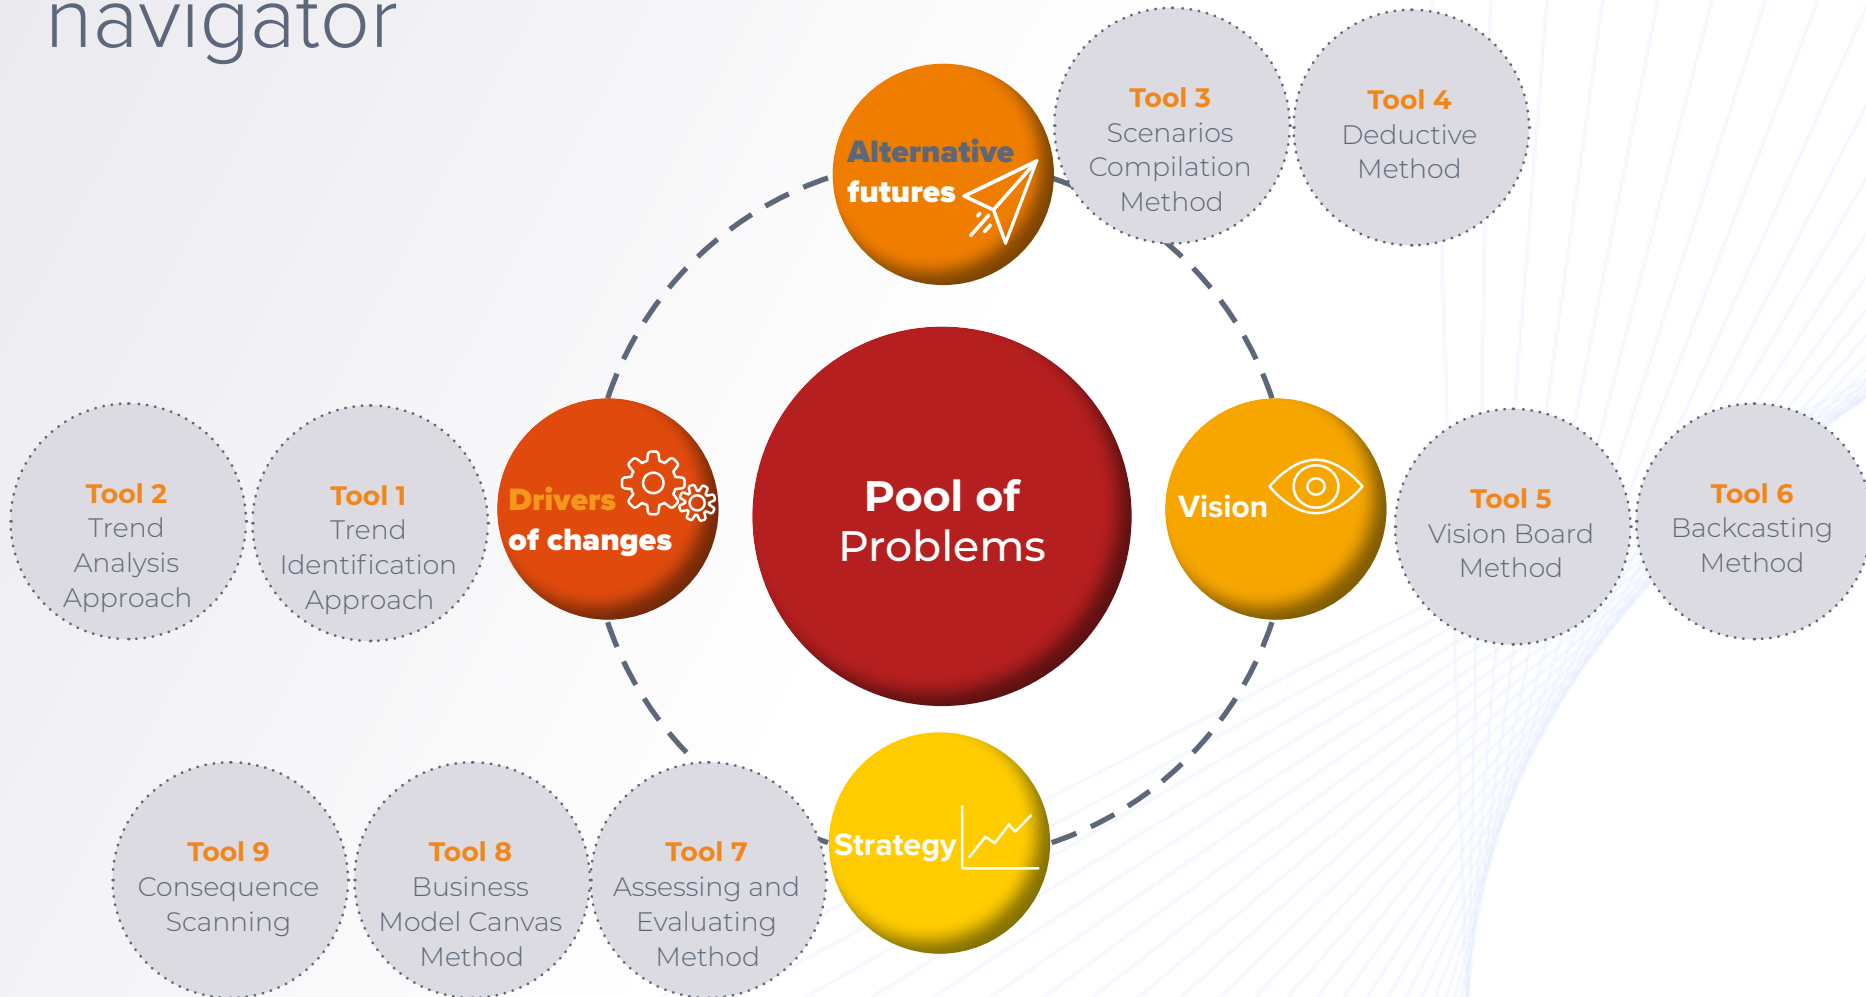 navigator
Alternative
futures
Tool 3
Scenarios
Compilation
Method
Tool 4
Deductive
Method
Tool 2
Trend
Analysis
Approach
Tool 1
Trend
Identification
Approach
Drivers
of changes
Pool of
Problems
Vision
Tool 5
Vision Board
Method
Tool 6
Backcasting
Method
Tool 9
Consequence
Scanning
Tool 8
Business
Model Canvas
Method
Tool 7
Assessing and
Evaluating
Method
Strategy